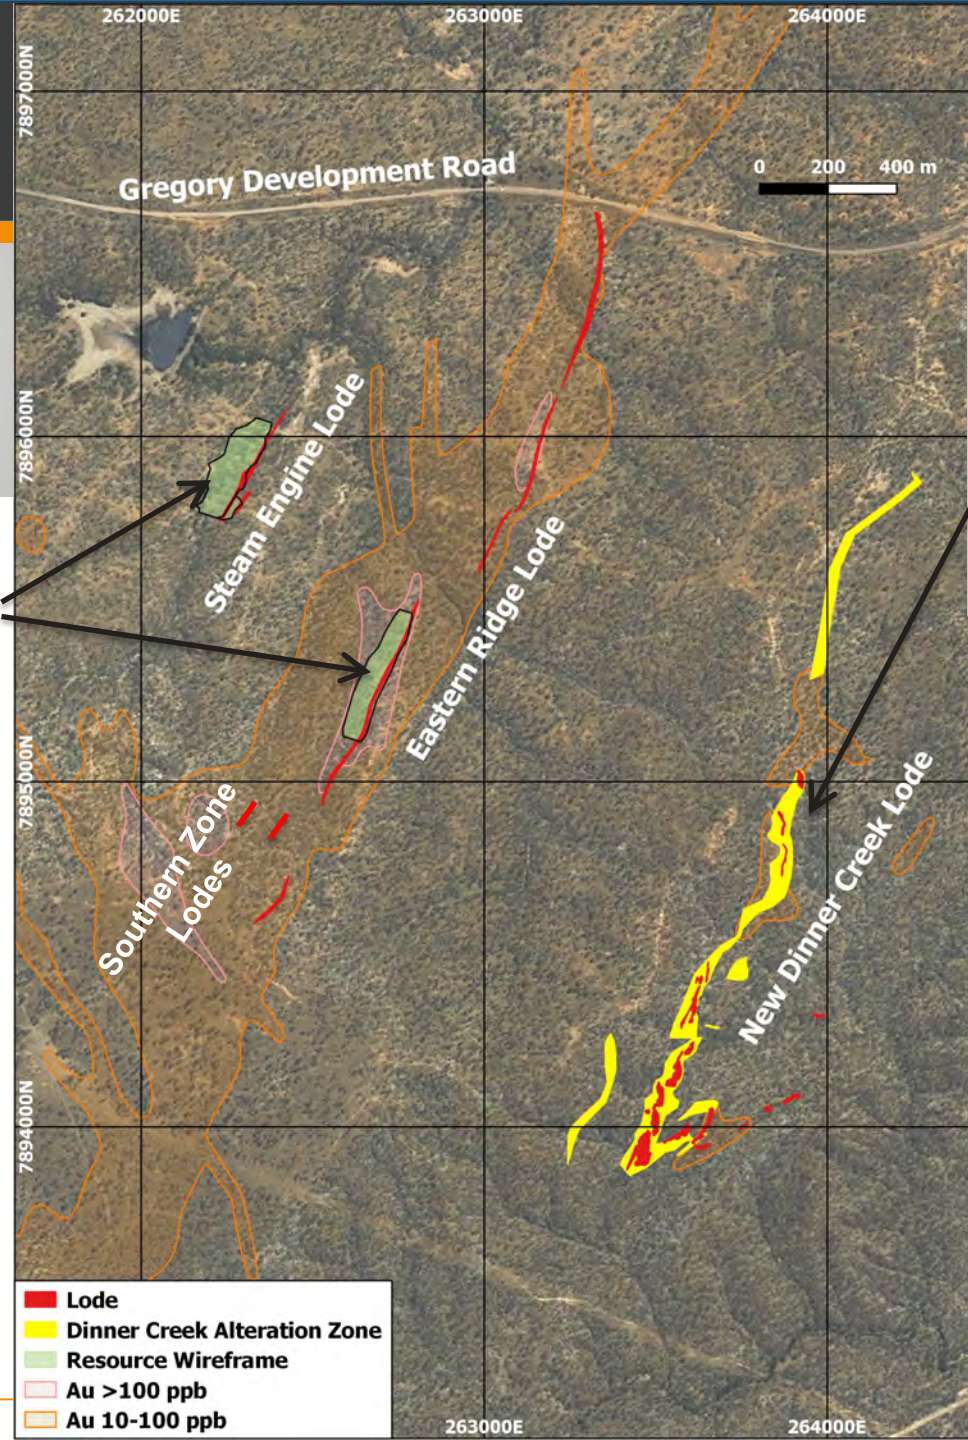 262000E
263000E
264000E
7897000N
0 200 400 m
Gregory Development Road
7896000N
Steam Engine Lode
Eastern Ridge Lode
7895000N
Southern Zone
Lodes
New Dinner Creek Lode
7894000N
Lode
Dinner Creek Alteration Zone
Resource Wireframe
Au >100 ppb
Au 10-100 ppb
263000E
264000E